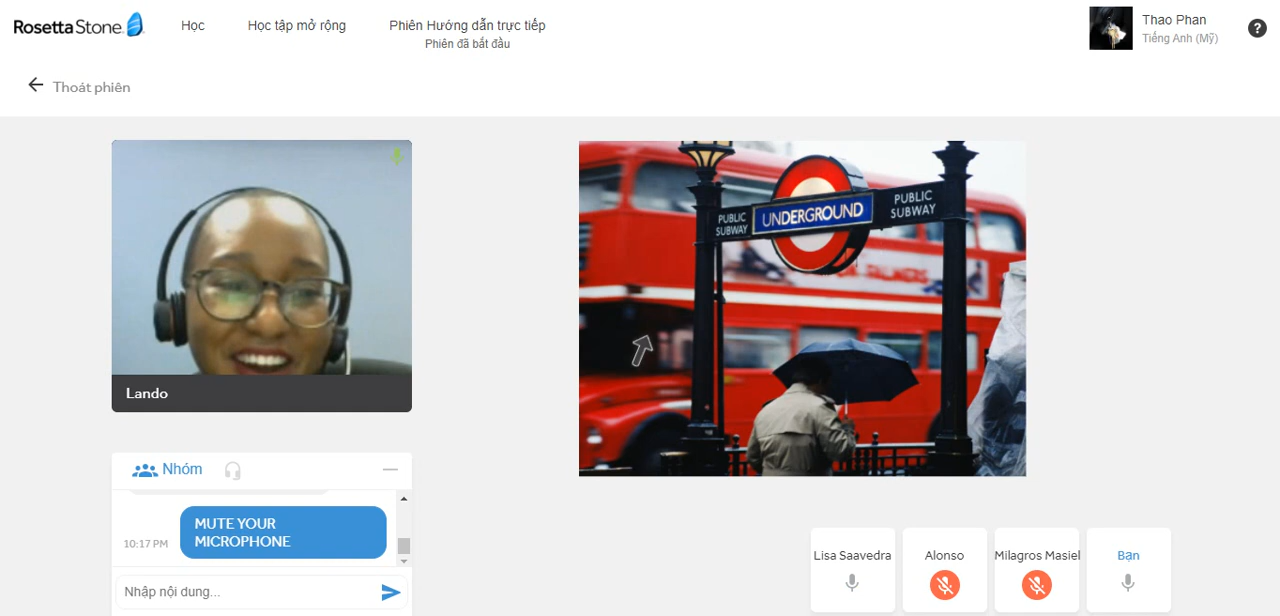 RosettaStone
Học
Học tập mở rộng
Phiên Hướng dẫn trực tiếp
Phiên đã bắt đầu
Thao Phan
Tiếng Anh (Mỹ)
?
Thoát phiên
PUBLIC
SUBWAY
UNDERGROUND
PUBLIC
SUBWAY
Lando
Nhóm
MUTE YOUR
MICROPHONE
10:17 PM
Nhập nội dung...
Lisa Saavedra
Alonso
Milagros Masiel
Bạn